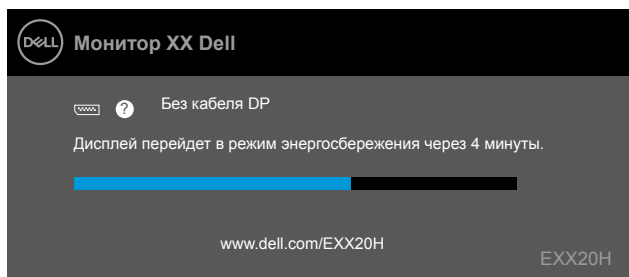 DELL
Монитор XX Dell
? Без кабеля DP
Дисплей перейдет в режим энергосбережения через 4 минуты.
www.dell.com/EXX20H
EXX20H